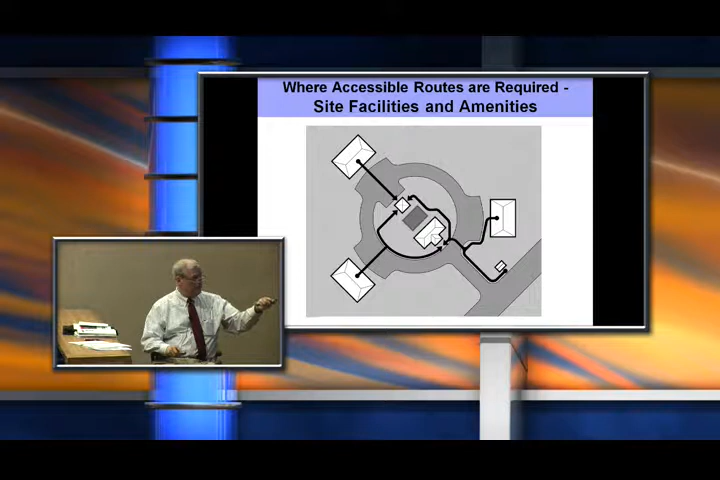 Where Accessible Routes are Required -
Site Facilities and Amenities